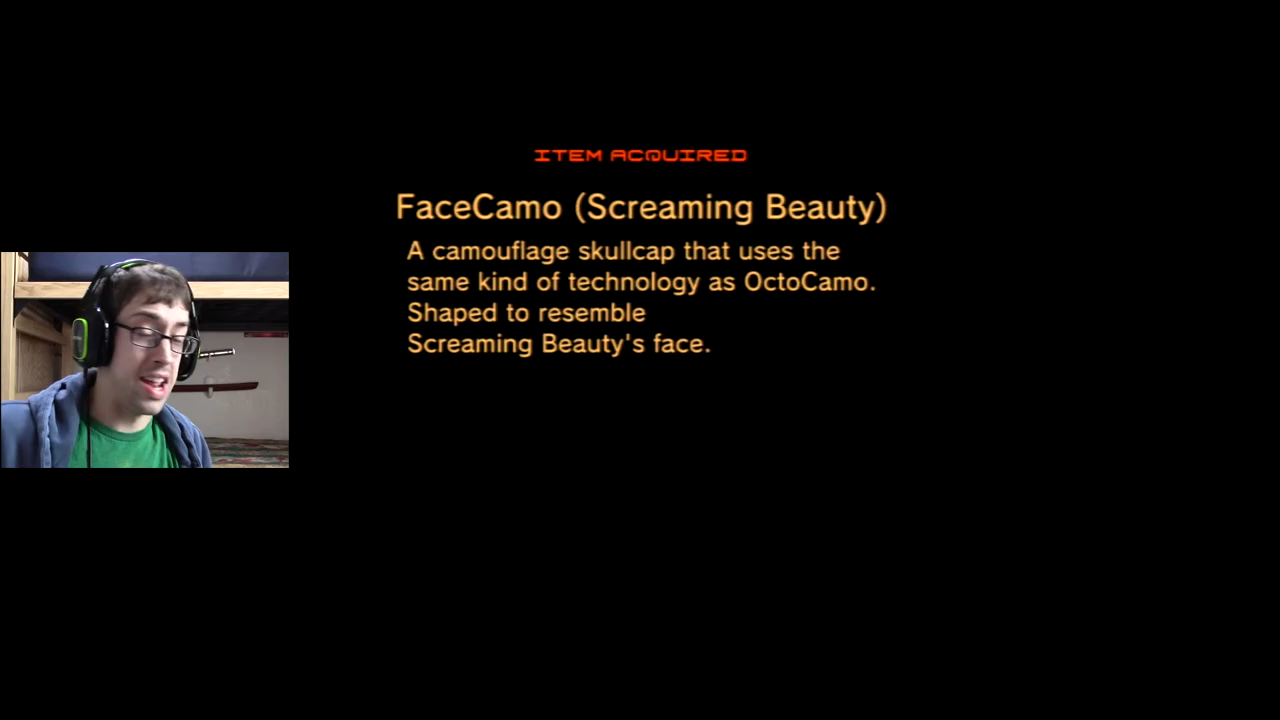 ITEM ACQUIRED
FaceCamo (Screaming Beauty)
A camouflage skullcap that uses the
same kind of technology as OctoCamo.
Shaped to resemble
Screaming Beauty's face.